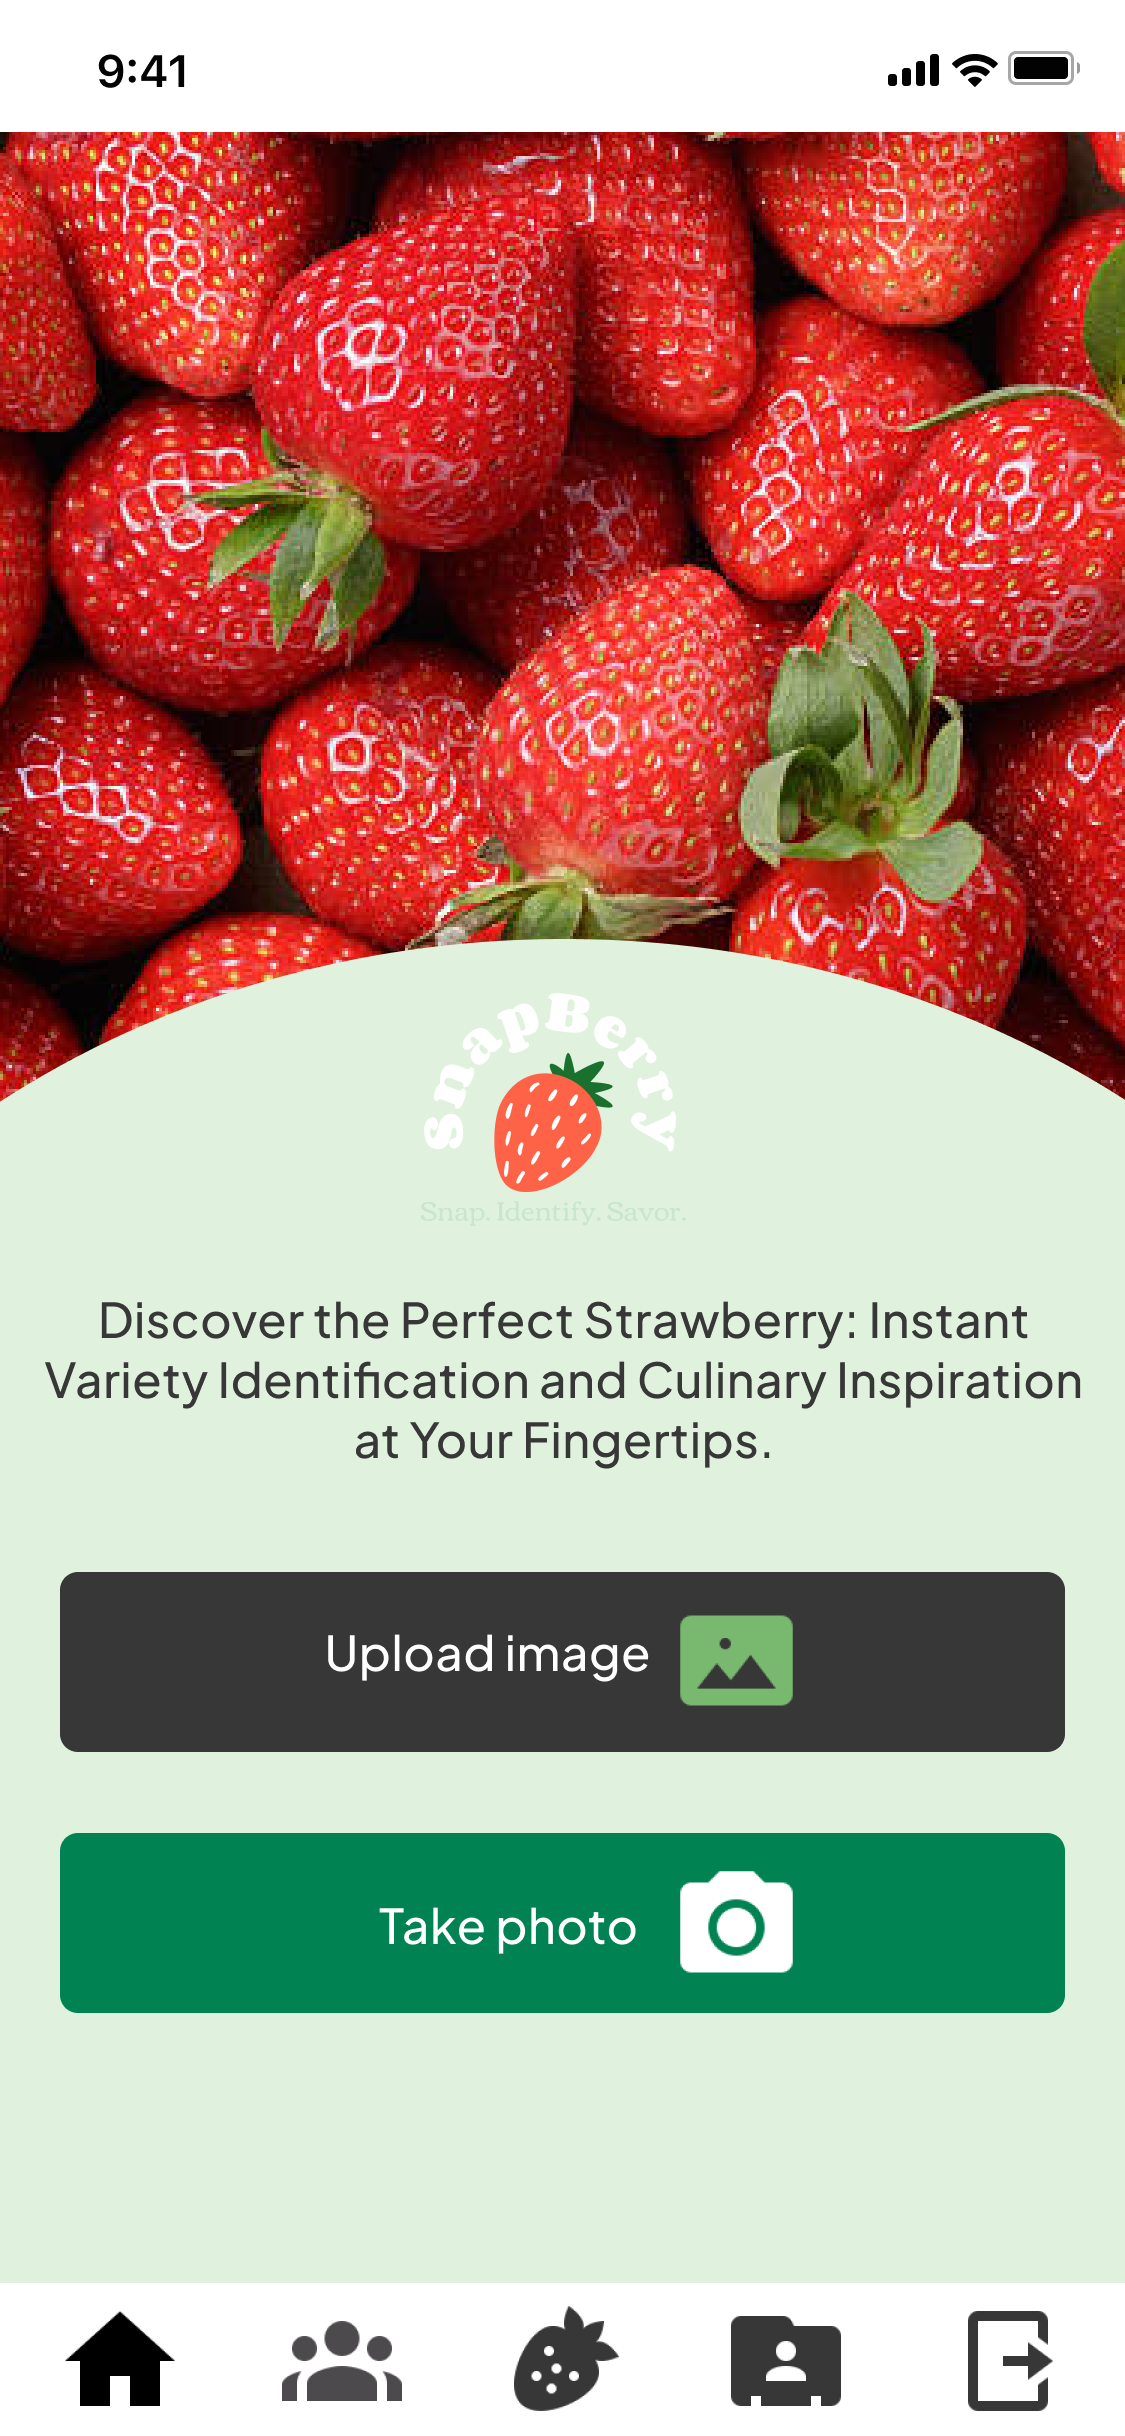 9:41
SnapBerry
Snap. Identify. Savor.
Discover the Perfect Strawberry: Instant
Variety Identification and Culinary Inspiration
at Your Fingertips.
Upload image
Take photo